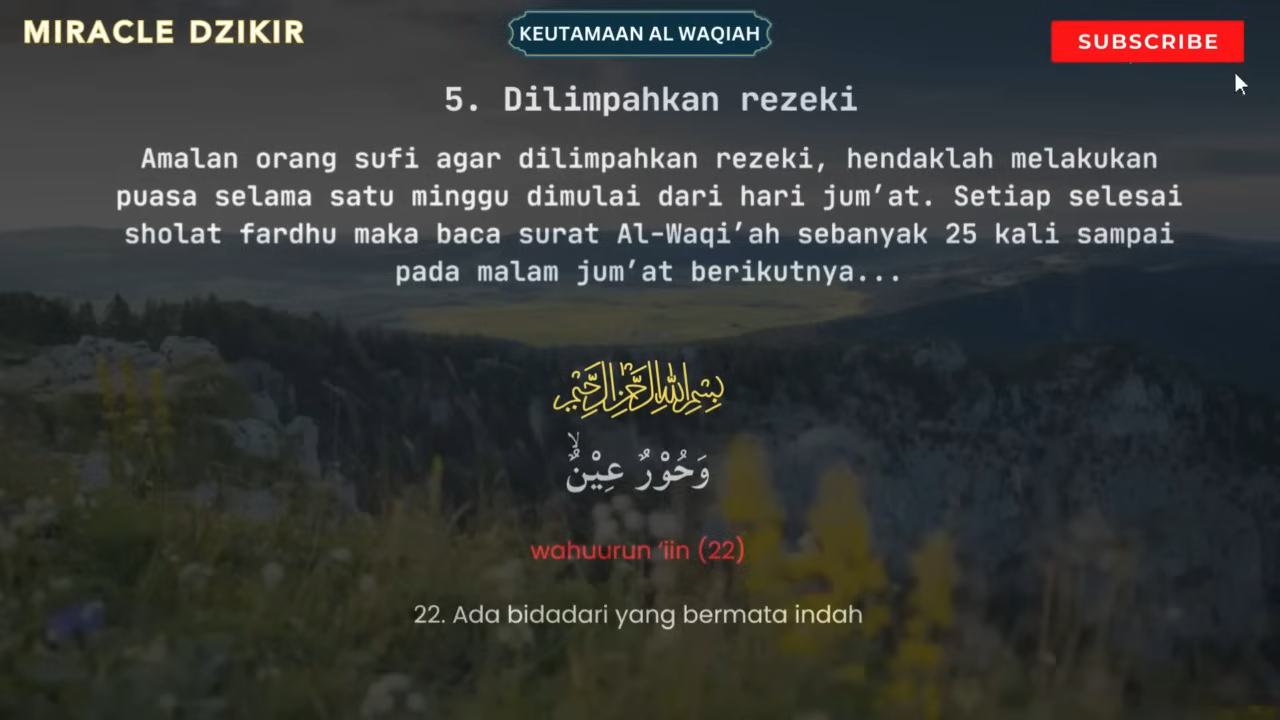 MIRACLE DZIKIR
KEUTAMAAN AL WAQIAH
SUBSCRIBE
5. Dilimpahkan rezeki
Amalan orang sufi agar dilimpahkan rezeki, hendaklah melakukan
puasa selama satu minggu dimulai dari hari jum’at. Setiap selesai
sholat fardhu maka baca surat Al-Waqi’ah sebanyak 25 kali sampai
pada malam jum’at berikutnya...
بِسْمِ اللهِ الرَّحْمٰنِ الرَّحِيْمِ
وَحُوْرٌ عِيْنٌۙ
wahuurun ‘iin (22)
22. Ada bidadari yang bermata indah